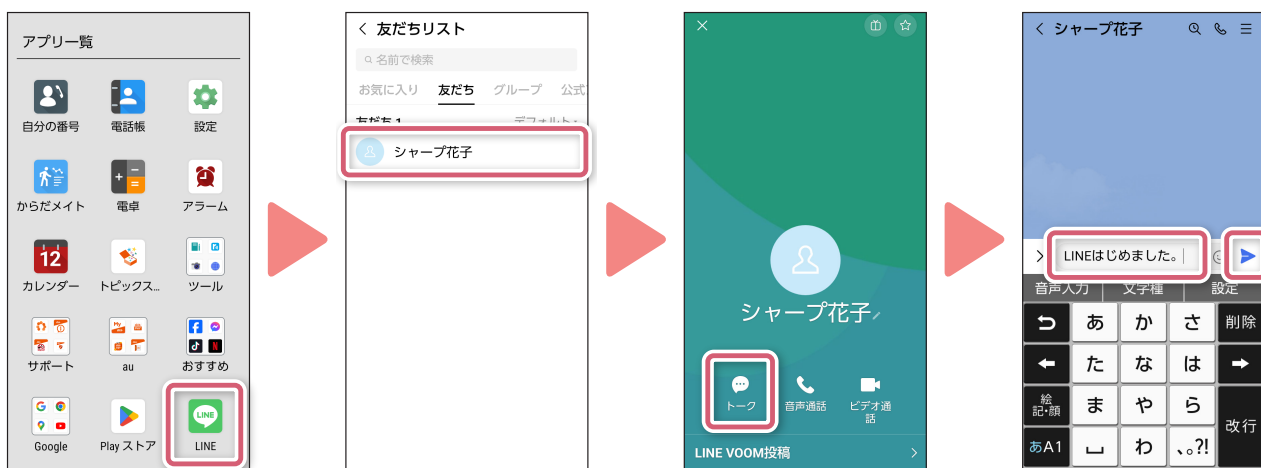 アプリ一覧
自分の番号
電話帳
設定
からだメイト
電卓
アラーム
12
カレンダー
トピックス...
ツール
サポート
au
おすすめ
Google
Play ストア
LINE
LINE
友だちリスト
名前で検索
お気に入り 友だち グループ 公式
友だち 1 デフォルト
シャープ花子
シャープ花子
トーク
音声通話
ビデオ通
話
LINE VOOM投稿
シャープ花子
LINEはじめました。
音声入力 文字種 設定
あ か さ 削除
た な は
絵
記・顔
ま や ら
改行
あA1 わ 、。?!